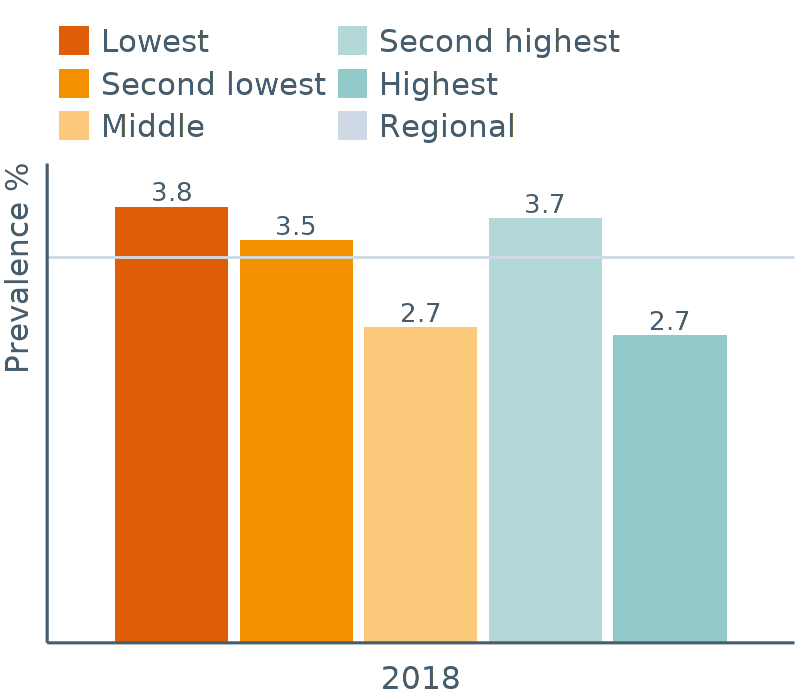 Lowest
Second lowest
Middle
Second highest
Highest
Regional
Prevalence %
3.8
3.5
2.7
3.7
2.7
2018